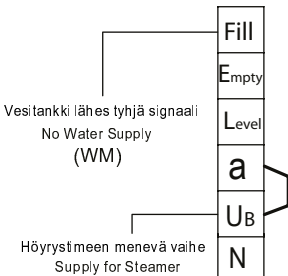 Fill
Empty
Vesitankki lähes tyhjä signaali
No Water Supply
(WM)
Level
a
UB
Höyrystimeen menevä vaihe
Supply for Steamer
N